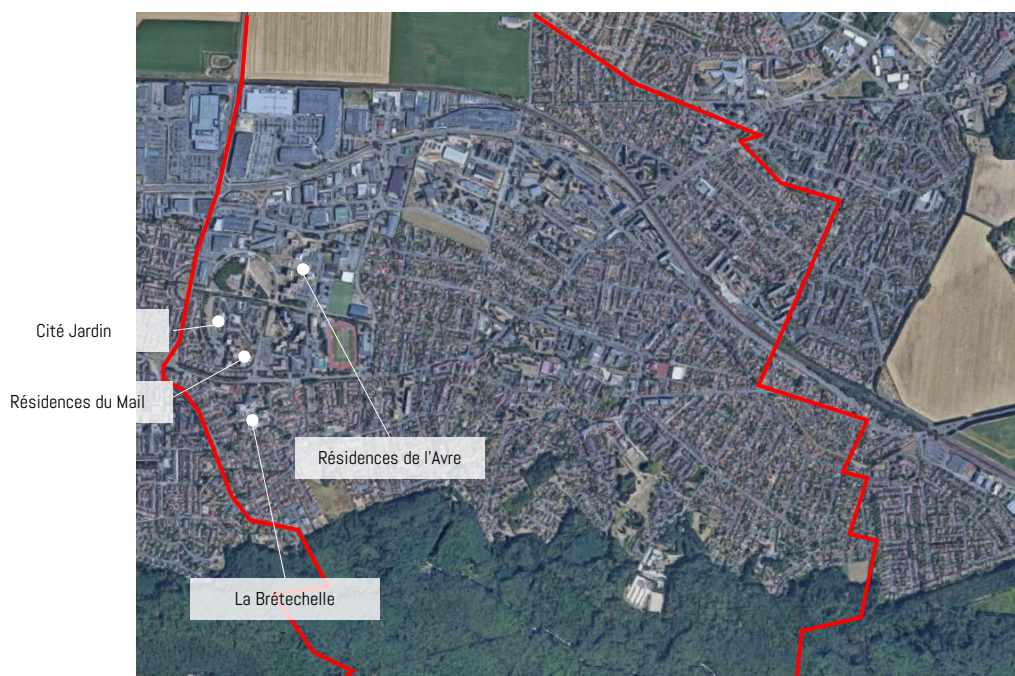 Cité Jardin
Résidences du Mail
Résidences de l'Avre
La Brétechelle